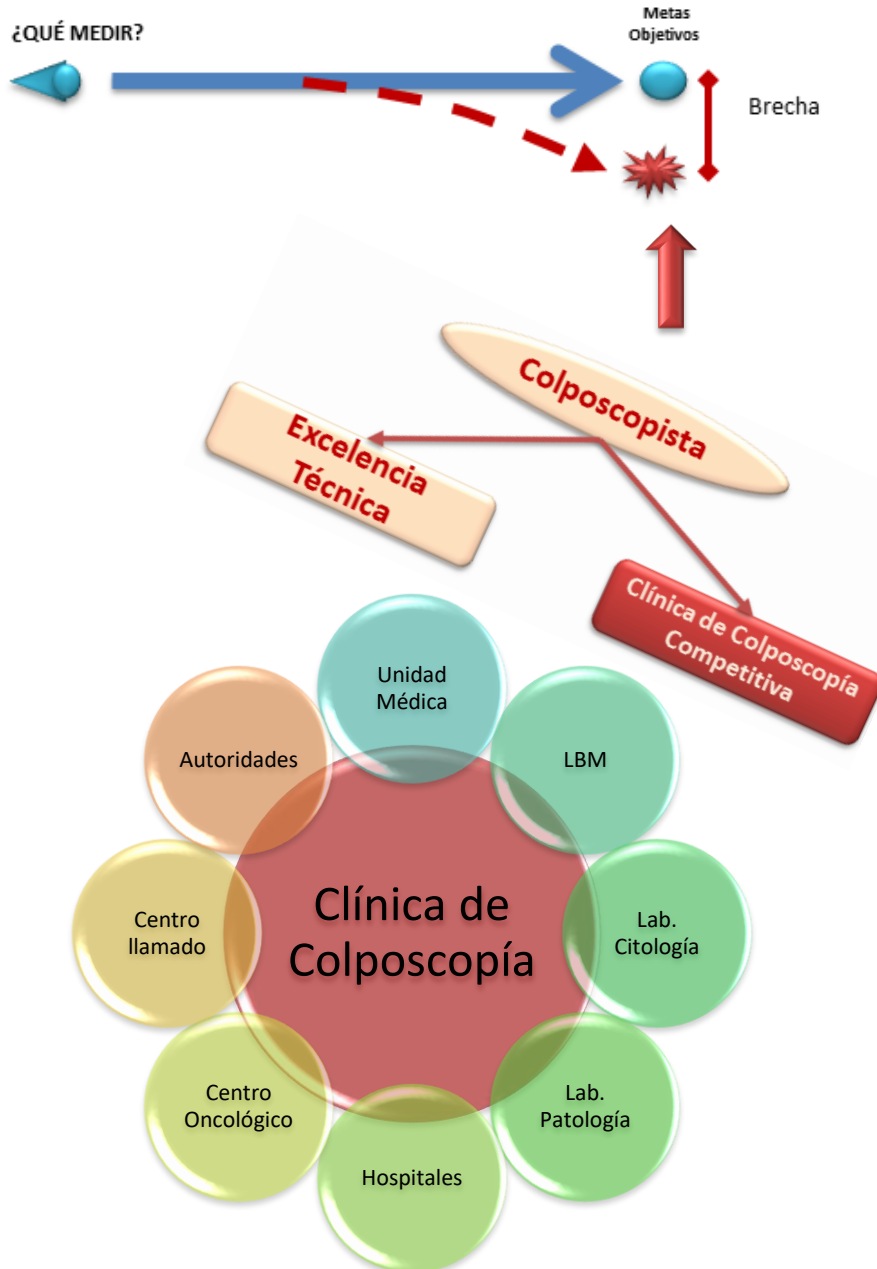 ¿QUÉ MEDIR?
Metas
Objetivos
Brecha
Colposcopista
Excelencia
Técnica
Clínica de Colposcopía
Competitiva
Unidad
Médica
Autoridades
LBM
Centro
llamado
Clínica de
Colposcopía
Lab.
Citología
Centro
Oncológico
Lab.
Patología
Hospitales